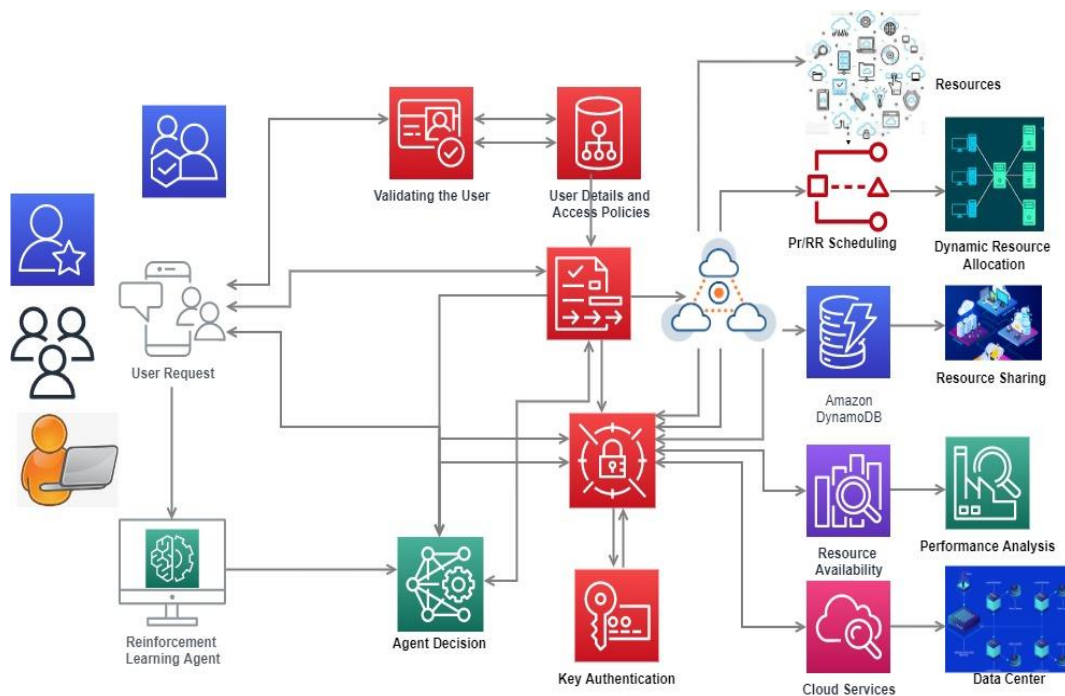 Resources
Validating the User
User Details and
Access Policies
Pr/RR Scheduling
Dynamic Resource
Allocation
User Request
Amazon
DynamoDB
Resource Sharing
Resource
Availability
Performance Analysis
Reinforcement
Learning Agent
Agent Decision
Key Authentication
Cloud Services
Data Center